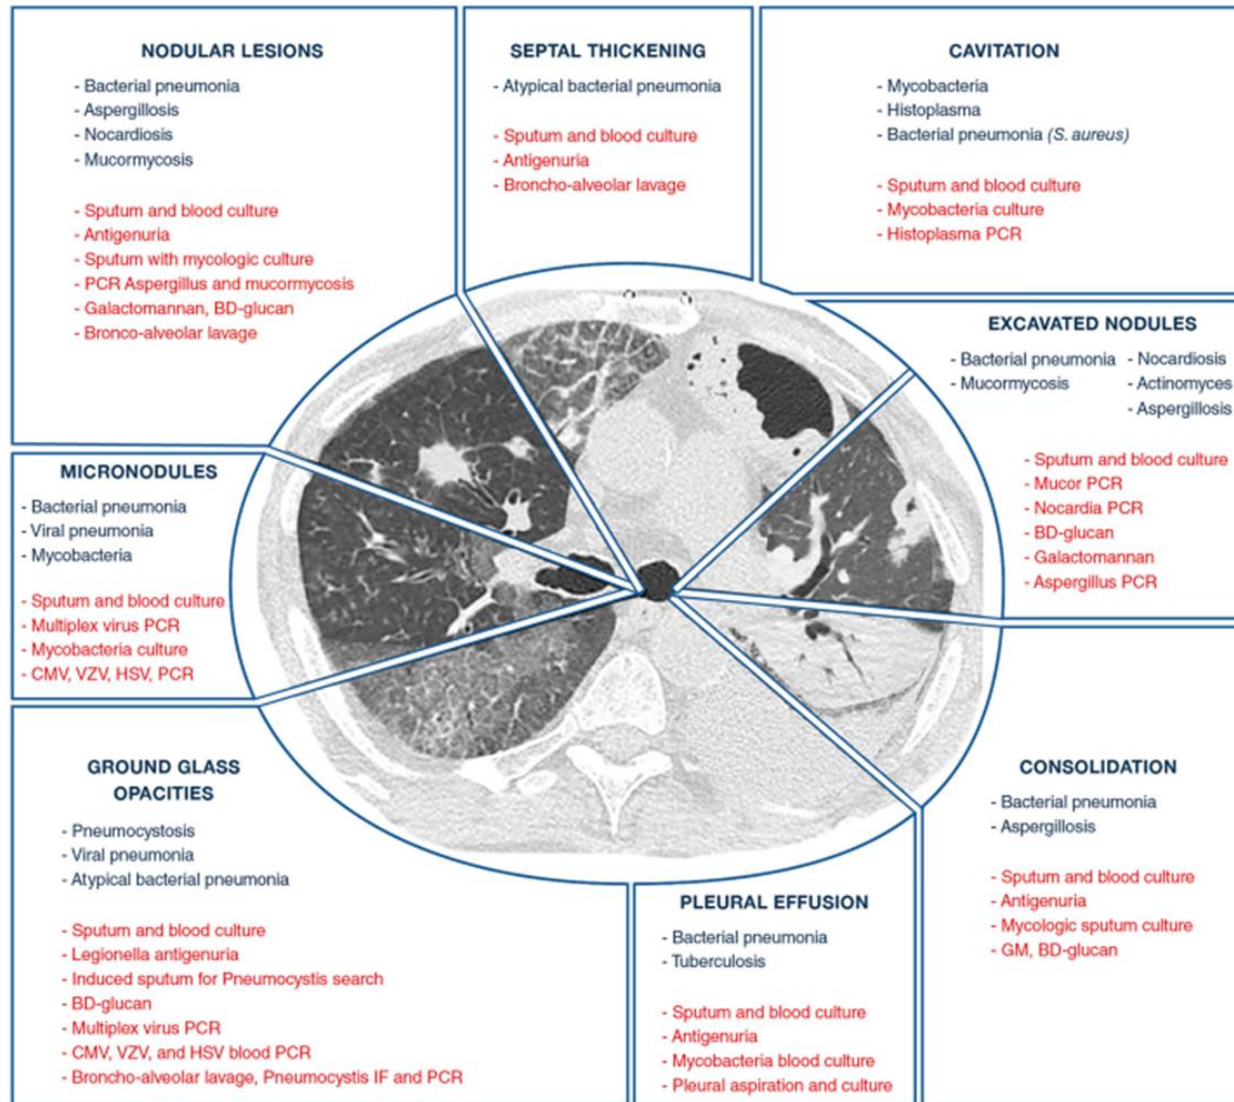 NODULAR LESIONS
- Bacterial pneumonia
- Aspergillosis
- Nocardiosis
- Mucormycosis
- Sputum and blood culture
- Antigenuria
- Sputum with mycologic culture
- PCR Aspergillus and mucormycosis
- Galactomannan, BD-glucan
- Bronco-alveolar lavage
SEPTAL THICKENING
- Atypical bacterial pneumonia
- Sputum and blood culture
- Antigenuria
- Broncho-alveolar lavage
CAVITATION
- Mycobacteria
- Histoplasma
- Bacterial pneumonia (S. aureus)
- Sputum and blood culture
- Mycobacteria culture
- Histoplasma PCR
EXCAVATED NODULES
- Bacterial pneumonia - Nocardiosis
- Mucormycosis - Actinomyces
- Aspergillosis
- Sputum and blood culture
- Mucor PCR
- Nocardia PCR
- BD-glucan
- Galactomannan
- Aspergillus PCR
MICRONODULES
- Bacterial pneumonia
- Viral pneumonia
- Mycobacteria
- Sputum and blood culture
- Multiplex virus PCR
- Mycobacteria culture
- CMV, VZV, HSV, PCR
GROUND GLASS
OPACITIES
- Pneumocystosis
- Viral pneumonia
- Atypical bacterial pneumonia
- Sputum and blood culture
- Legionella antigenuria
- Induced sputum for Pneumocystis search
- BD-glucan
- Multiplex virus PCR
- CMV, VZV, and HSV blood PCR
- Broncho-alveolar lavage, Pneumocystis IF and PCR
PLEURAL EFFUSION
- Bacterial pneumonia
- Tuberculosis
- Sputum and blood culture
- Antigenuria
- Mycobacteria blood culture
- Pleural aspiration and culture
CONSOLIDATION
- Bacterial pneumonia
- Aspergillosis
- Sputum and blood culture
- Antigenuria
- Mycologic sputum culture
- GM, BD-glucan